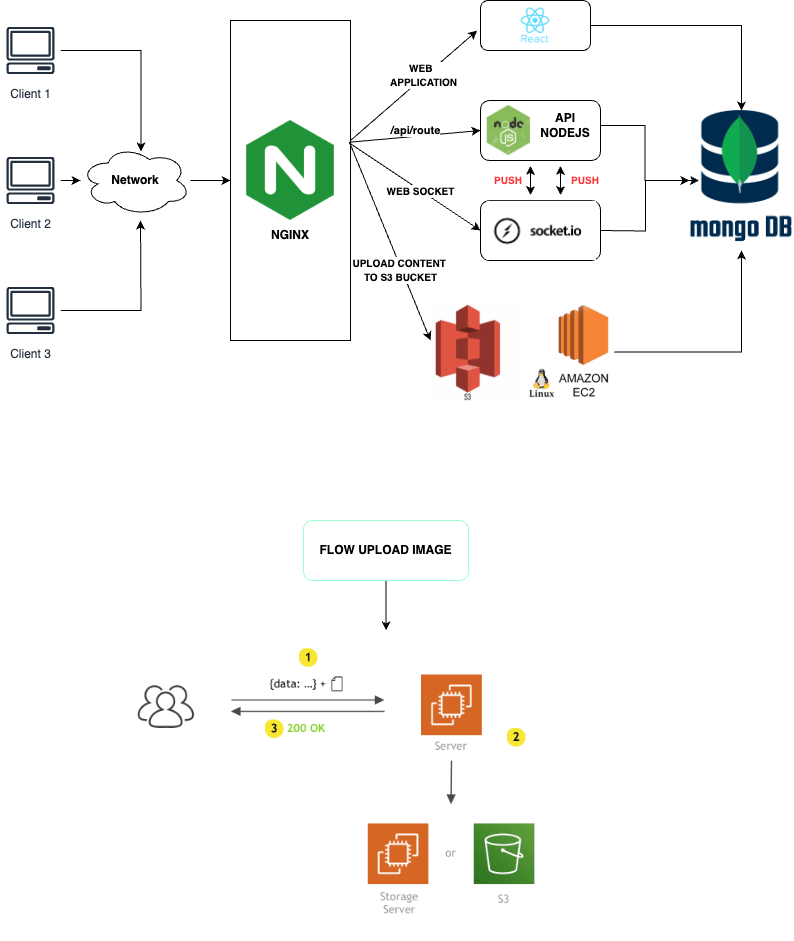 Client 1
Client 2
Client 3
Network
NGINX
WEB
APPLICATION
/api/route
WEB SOCKET
UPLOAD CONTENT
TO S3 BUCKET
React
node
JS
API
NODEJS
PUSH
PUSH
socket.io
mongo DB
S3
Linux
AMAZON
EC2
FLOW UPLOAD IMAGE
1
{data: ...} +
3 200 OK
Server
2
Storage
Server
or
S3